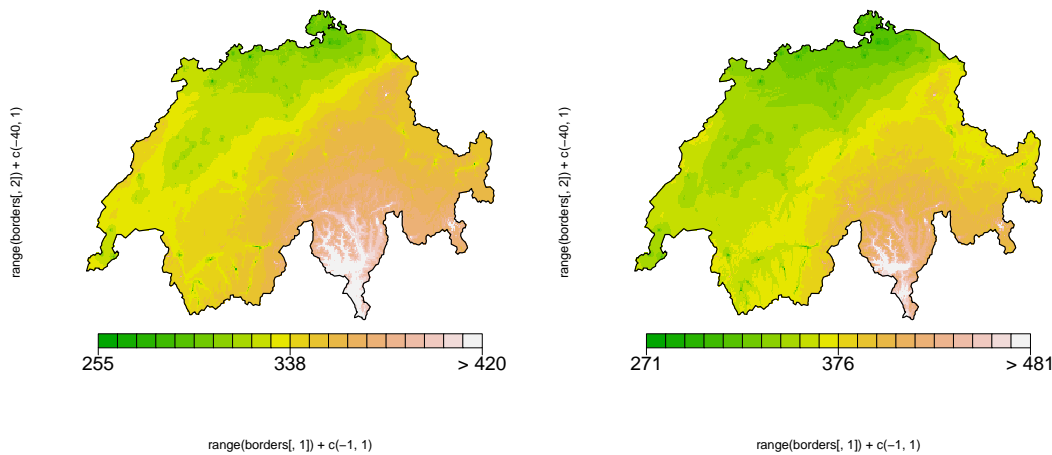 range(borders[, 2]) + c(−40, 1)
255 338 > 420
range(borders[, 1]) + c(−1, 1)
range(borders[, 2]) + c(−40, 1)
271 376 > 481
range(borders[, 1]) + c(−1, 1)